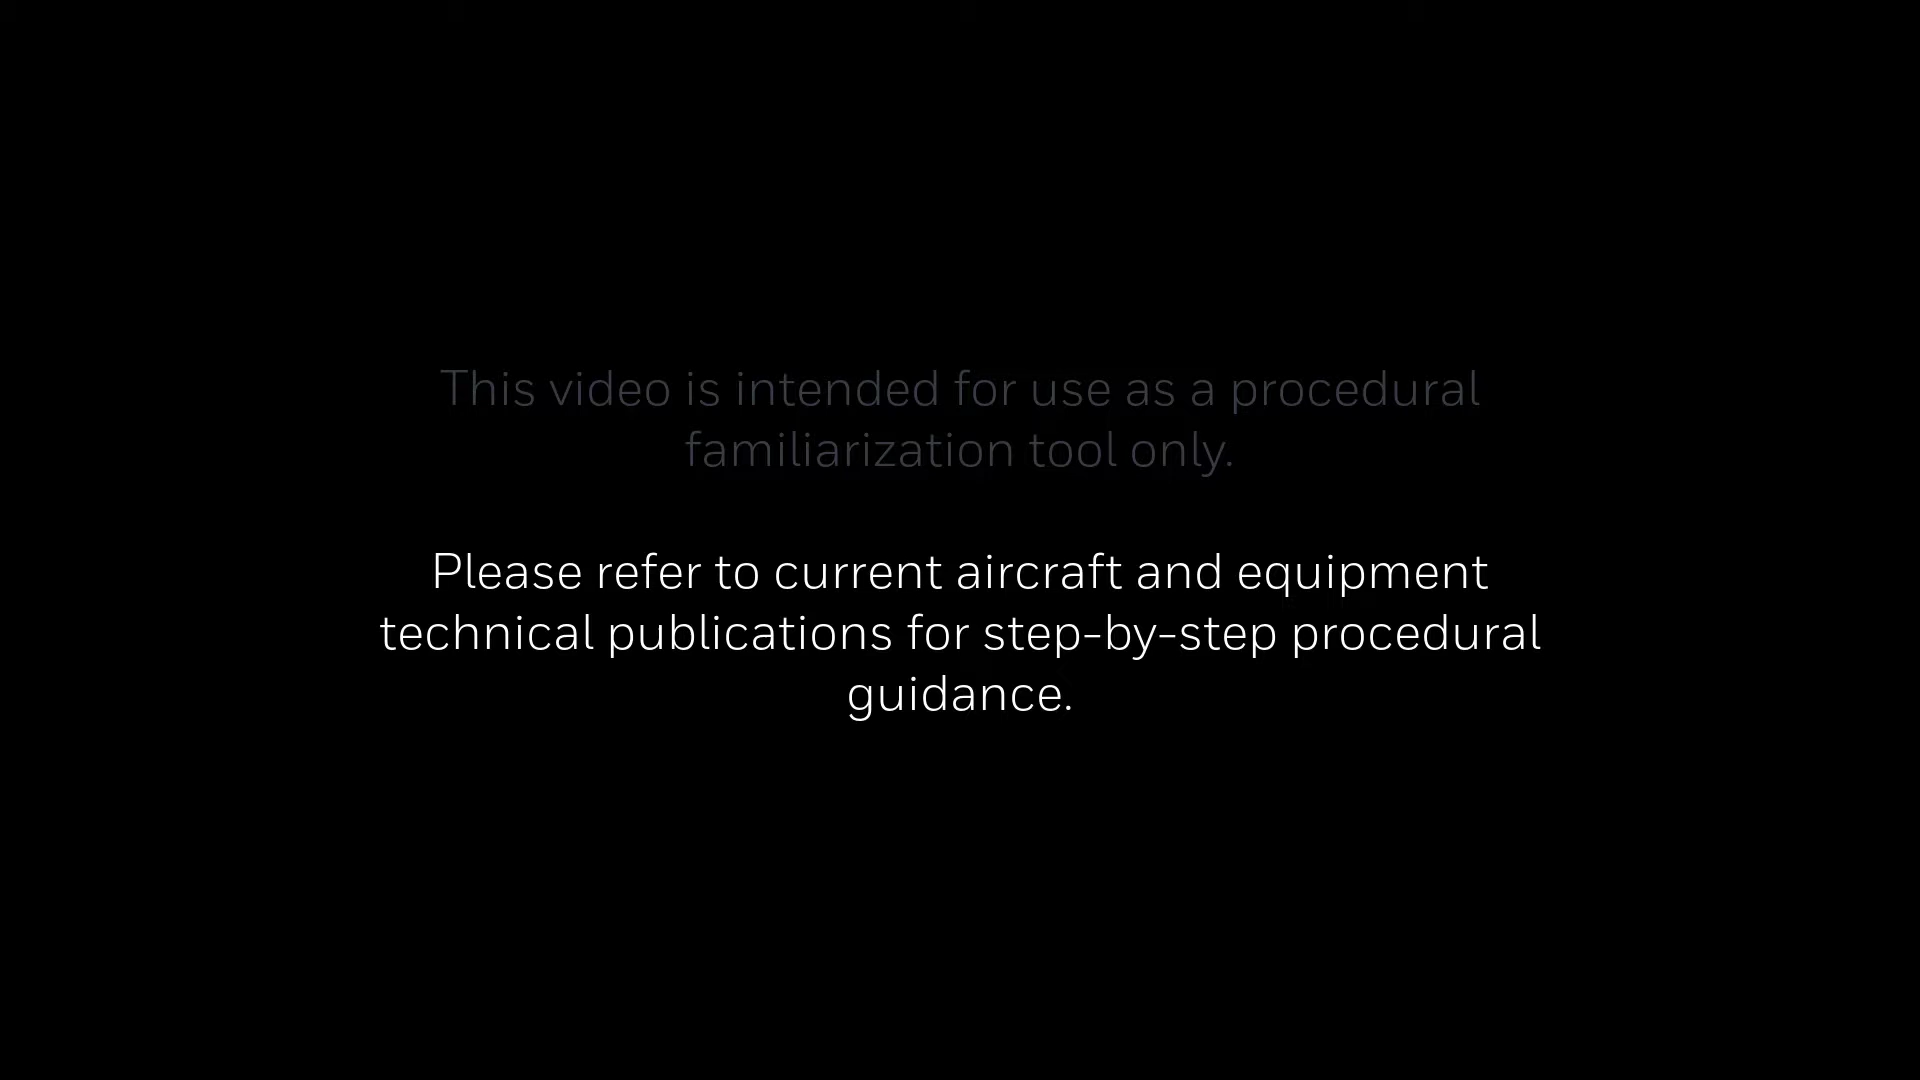 This video is intended for use as a procedural
familiarization tool only.
Please refer to current aircraft and equipment
technical publications for step-by-step procedural
guidance.